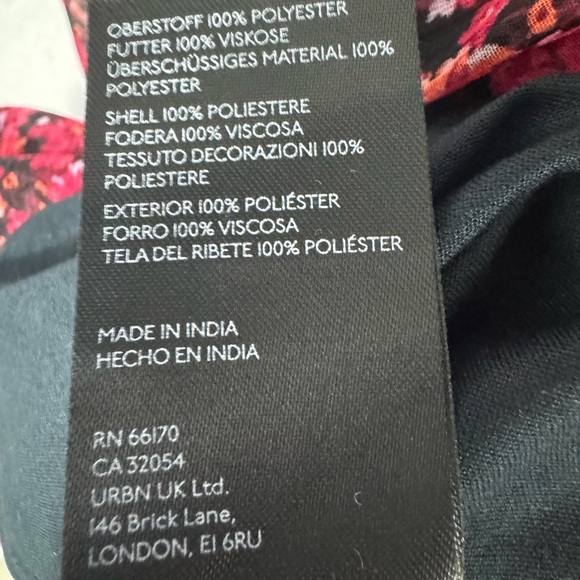 OBERSTOFF 100% POLYESTER
FUTTER 100% VISKOSE
ÜBERSCHÜSSIGES MATERIAL 100%
POLYESTER
SHELL 100% POLIESTERE
FODERA 100% VISCOSA
TESSUTO DECORAZIONI 100%
POLIESTERE
EXTERIOR 100% POLIÉSTER
FORRO 100% VISCOSA
TELA DEL RIBETE 100% POLIÉSTER
MADE IN INDIA
HECHO EN INDIA
RN 66170
CA 32054
URBN UK Ltd.
146 Brick Lane,
LONDON, E1 6RU